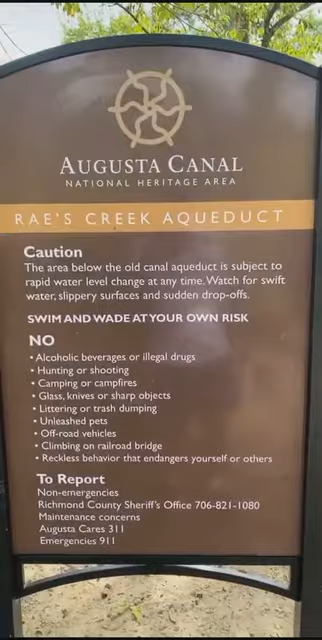 AUGUSTA CANAL
NATIONAL HERITAGE AREA
RAE'S CREEK AQUEDUCT
Caution
The area below the old canal aqueduct is subject to
rapid water level change at any time. Watch for swift
water, slippery surfaces and sudden drop-offs.
SWIM AND WADE AT YOUR OWN RISK
NO
• Alcoholic beverages or illegal drugs
• Hunting or shooting
• Camping or campfires
• Glass, knives or sharp objects
• Littering or trash dumping
• Unleashed pets
• Off-road vehicles
• Climbing on railroad bridge
• Reckless behavior that endangers yourself or others
To Report
Non-emergencies
Richmond County Sheriff's Office 706-821-1080
Maintenance concerns
Augusta Cares 311
Emergencies 911